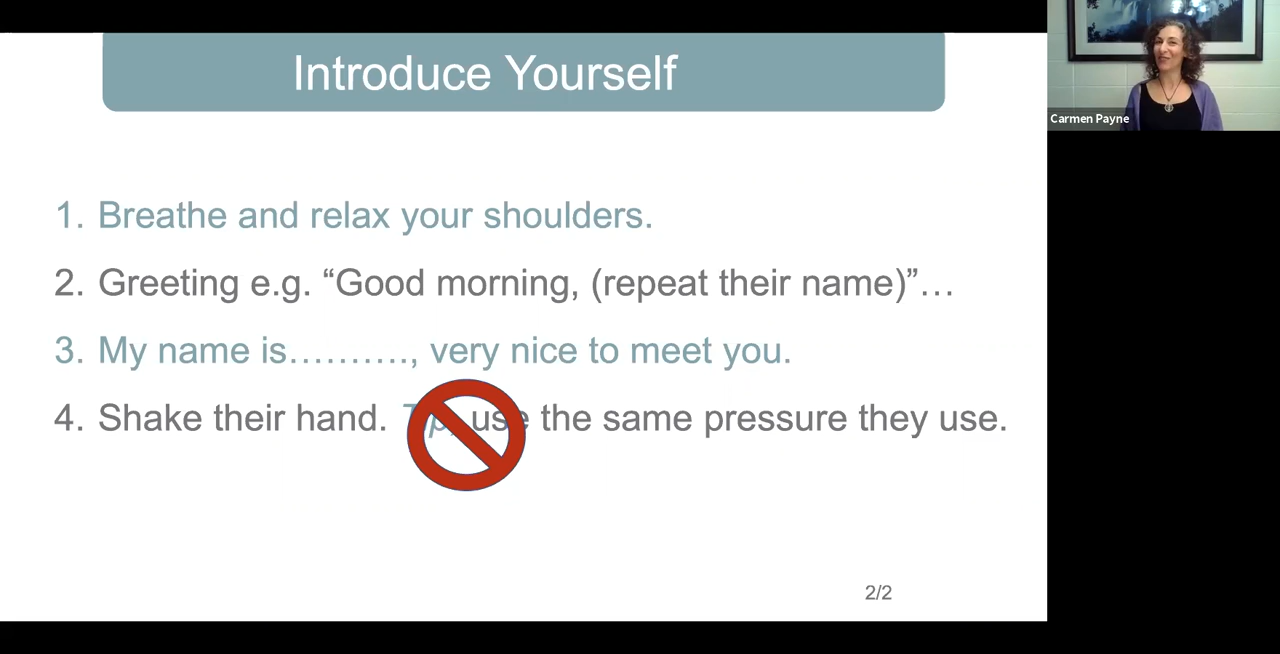 Introduce Yourself
Carmen Payne
1. Breathe and relax your shoulders.
2. Greeting e.g. “Good morning, (repeat their name)”…
3. My name is………., very nice to meet you.
4. Shake their hand. Tip, use the same pressure they use.
2/2